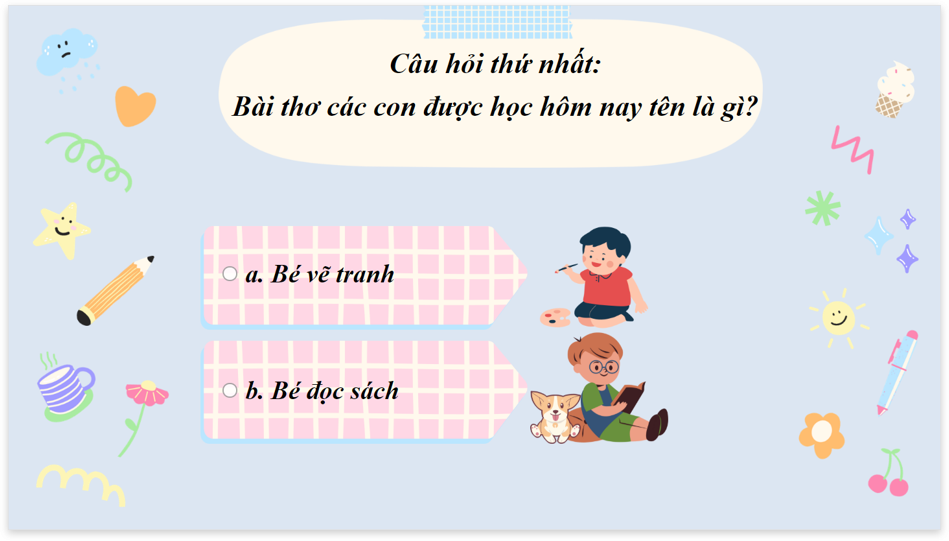 Câu hỏi thứ nhất:
Bài thơ các con được học hôm nay tên là gì?
a. Bé vẽ tranh
b. Bé đọc sách